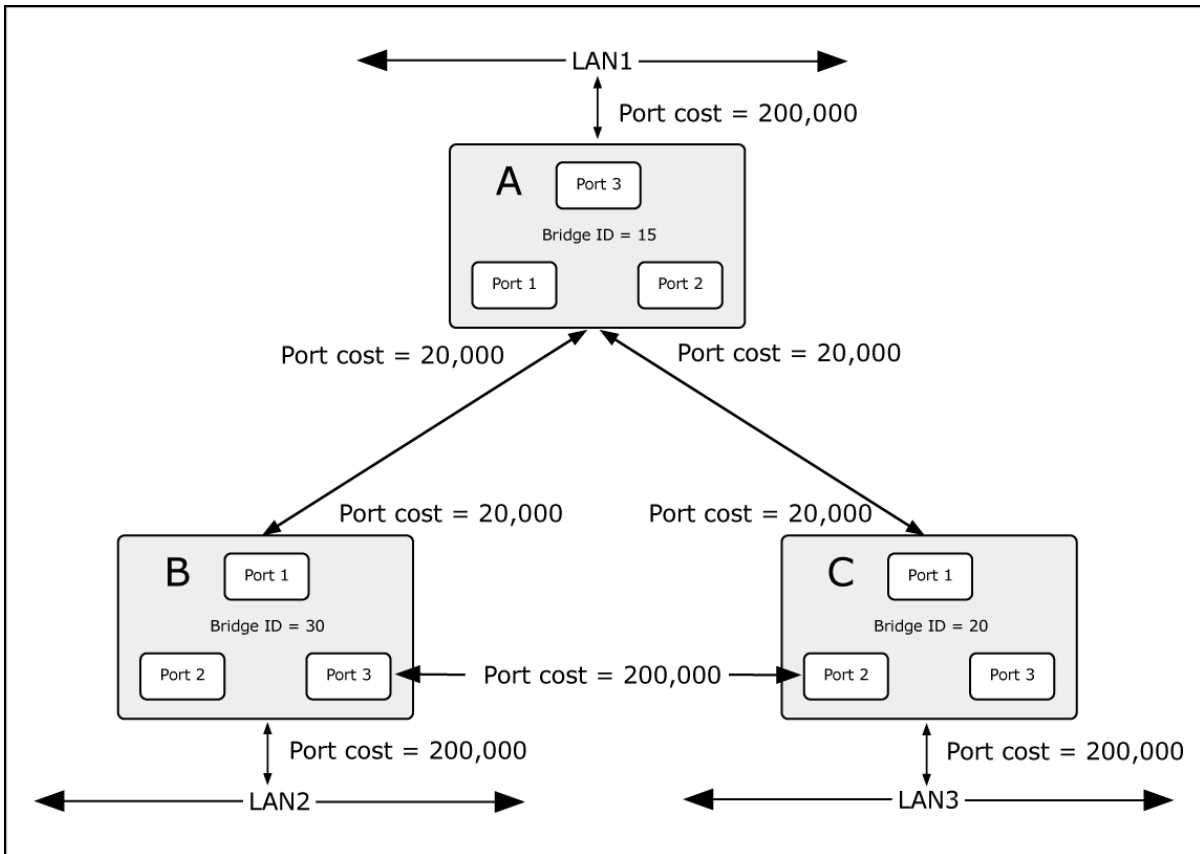 LAN1
Port cost = 200,000
A
Port 3
Bridge ID = 15
Port 1
Port 2
Port cost = 20,000
Port cost = 20,000
Port cost = 20,000
Port cost = 20,000
B
Port 1
Bridge ID = 30
Port 2
Port 3
C
Port 1
Bridge ID = 20
Port 2
Port 3
Port cost = 200,000
Port cost = 200,000
LAN2
Port cost = 200,000
LAN3